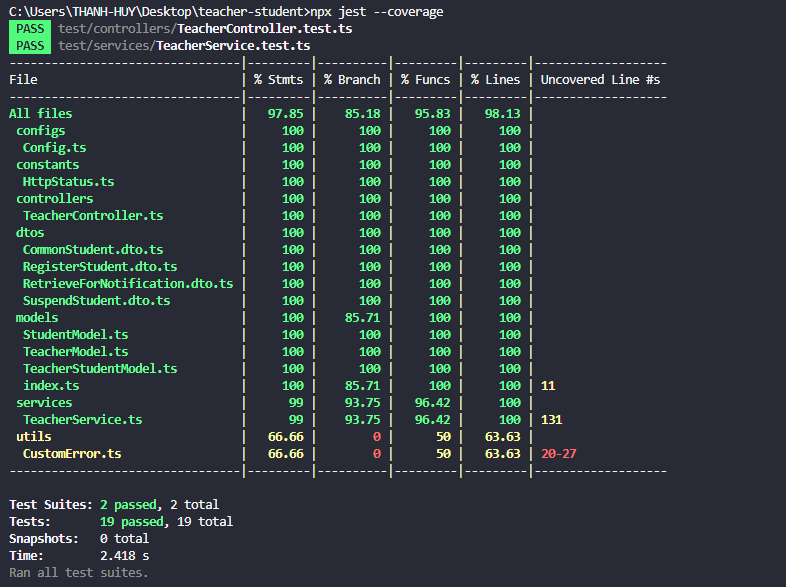 C:\Users\THANH-HUY\Desktop\teacher-student>npx jest --coverage
PASS test/controllers/TeacherController.test.ts
PASS test/services/TeacherService.test.ts
---------------------------------|---------|----------|---------|---------|-------------------
File                             | % Stmts | % Branch | % Funcs | % Lines | Uncovered Line #s
---------------------------------|---------|----------|---------|---------|-------------------
All files                        |   97.85 |    85.18 |   95.83 |   98.13 |
 configs                         |     100 |      100 |     100 |     100 |
  Config.ts                      |     100 |      100 |     100 |     100 |
 constants                       |     100 |      100 |     100 |     100 |
  HttpStatus.ts                  |     100 |      100 |     100 |     100 |
 controllers                     |     100 |      100 |     100 |     100 |
  TeacherController.ts           |     100 |      100 |     100 |     100 |
 dtos                            |     100 |      100 |     100 |     100 |
  CommonStudent.dto.ts           |     100 |      100 |     100 |     100 |
  RegisterStudent.dto.ts         |     100 |      100 |     100 |     100 |
  RetrieveForNotification.dto.ts |     100 |      100 |     100 |     100 |
  SuspendStudent.dto.ts          |     100 |      100 |     100 |     100 |
 models                          |     100 |    85.71 |     100 |     100 |
  StudentModel.ts                |     100 |      100 |     100 |     100 |
  TeacherModel.ts                |     100 |      100 |     100 |     100 |
  TeacherStudentModel.ts         |     100 |      100 |     100 |     100 |
  index.ts                       |     100 |    85.71 |     100 |     100 | 11
 services                        |      99 |    93.75 |   96.42 |     100 |
  TeacherService.ts              |      99 |    93.75 |   96.42 |     100 | 131
 utils                           |   66.66 |        0 |      50 |   63.63 |
  CustomError.ts                 |   66.66 |        0 |      50 |   63.63 | 20-27
---------------------------------|---------|----------|---------|---------|-------------------
Test Suites: 2 passed, 2 total
Tests:       19 passed, 19 total
Snapshots:   0 total
Time:        2.418 s
Ran all test suites.